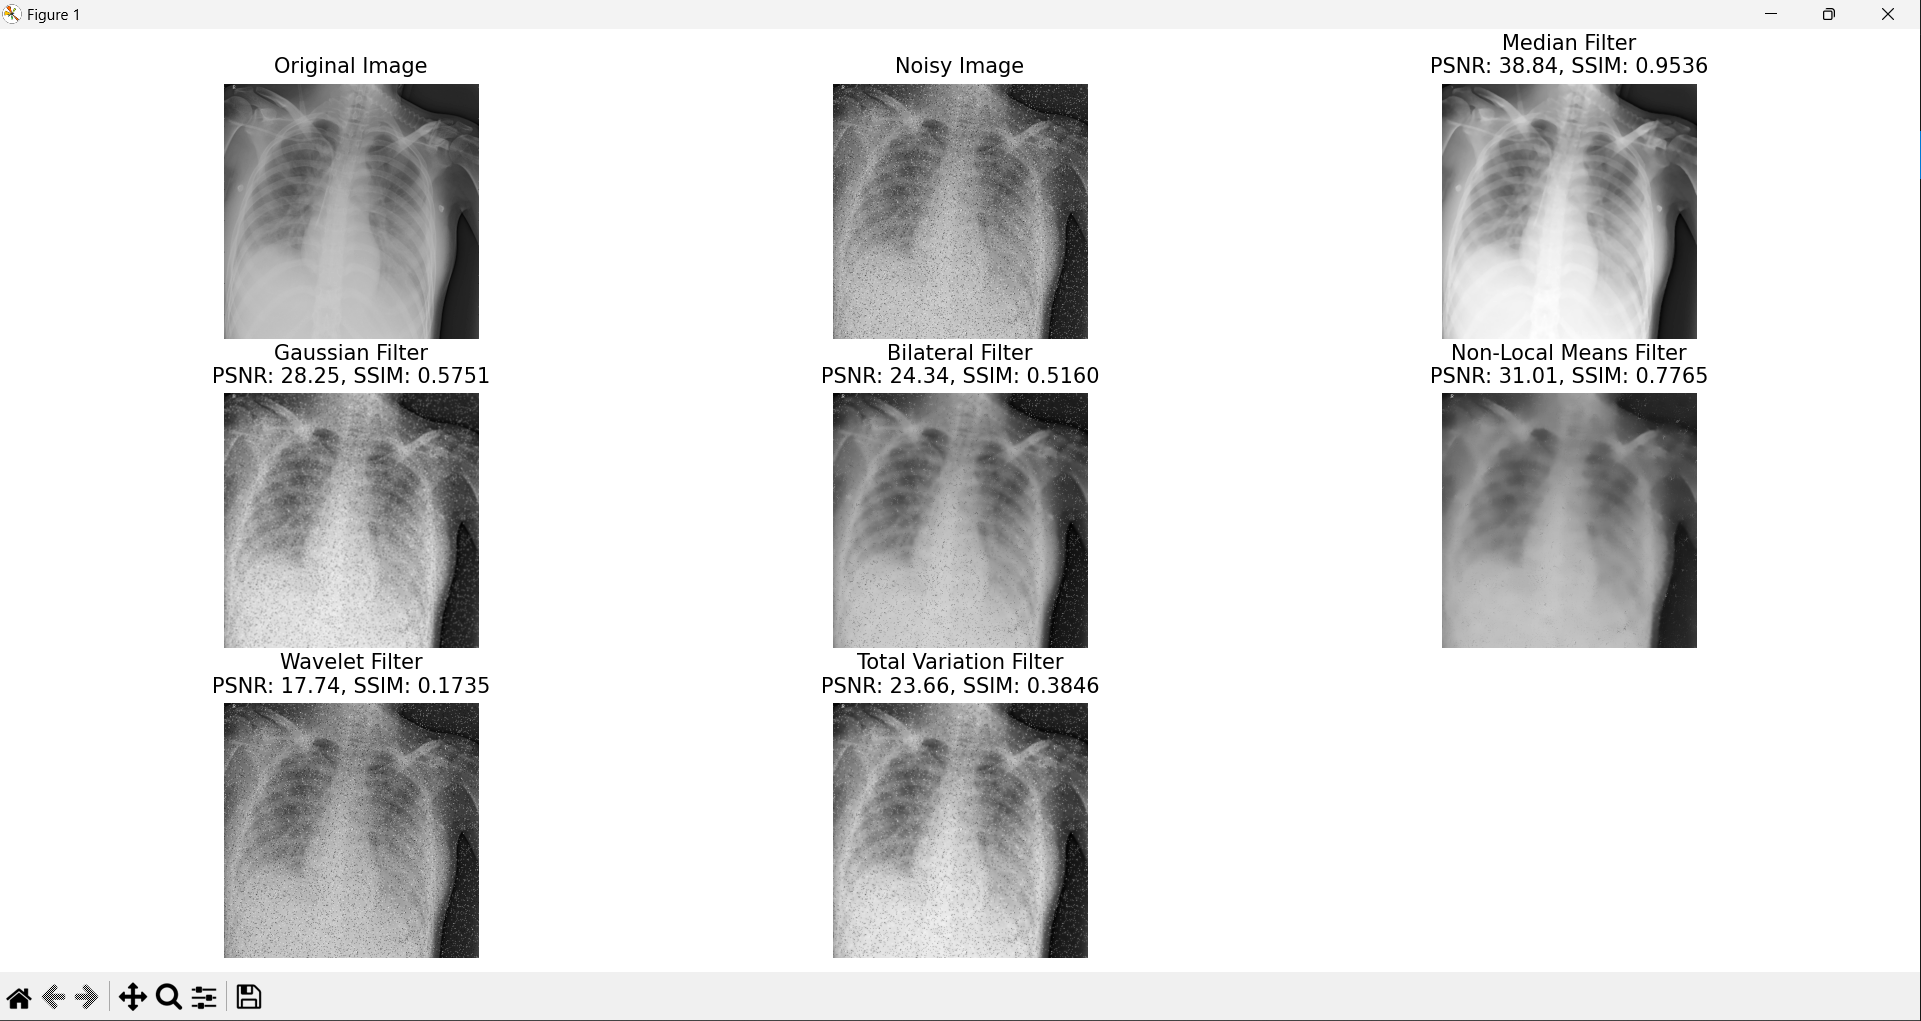 Figure 1
Original Image
Noisy Image
Median Filter
PSNR: 38.84, SSIM: 0.9536
Gaussian Filter
PSNR: 28.25, SSIM: 0.5751
Bilateral Filter
PSNR: 24.34, SSIM: 0.5160
Non-Local Means Filter
PSNR: 31.01, SSIM: 0.7765
Wavelet Filter
PSNR: 17.74, SSIM: 0.1735
Total Variation Filter
PSNR: 23.66, SSIM: 0.3846